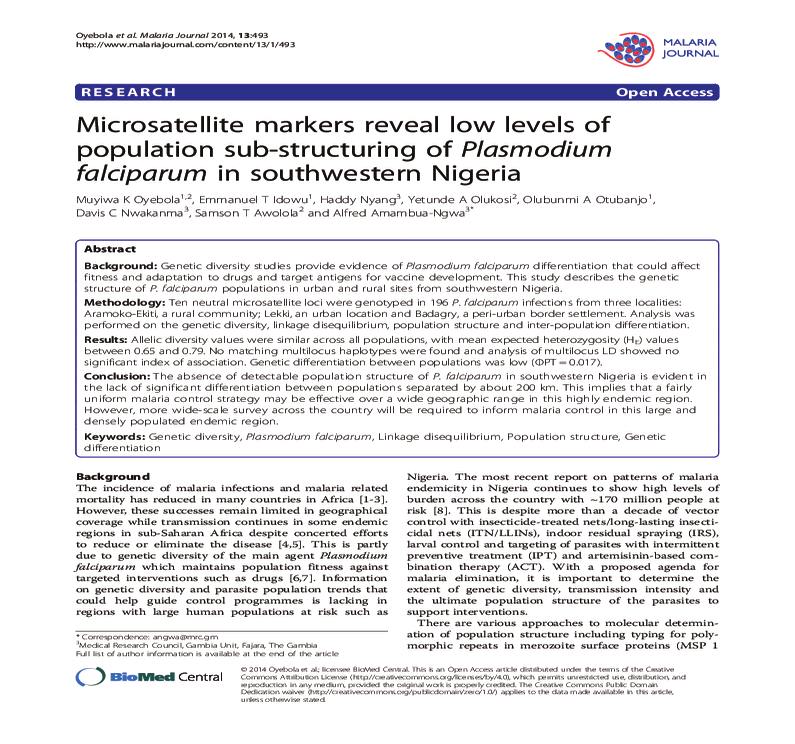 Oyebola et al. Malaria Journal 2014, 13:493
http://www.malariajournal.com/content/13/1/493
MALARIA
JOURNAL
RESEARCH
Open Access
Microsatellite markers reveal low levels of
population sub-structuring of Plasmodium
falciparum in southwestern Nigeria
Muyiwa K Oyebola1,2, Emmanuel T Idowu1, Haddy Nyang3, Yetunde A Olukosi2, Olubunmi A Otubanjo1,
Davis C Nwakanma3, Samson T Awolola2 and Alfred Amambua-Ngwa3*
Abstract
Background: Genetic diversity studies provide evidence of Plasmodium falciparum differentiation that could affect
fitness and adaptation to drugs and target antigens for vaccine development. This study describes the genetic
structure of P. falciparum populations in urban and rural sites from southwestern Nigeria.
Methodology: Ten neutral microsatellite loci were genotyped in 196 P. falciparum infections from three localities:
Aramoko-Ekiti, a rural community; Lekki, an urban location and Badagry, a peri-urban border settlement. Analysis was
performed on the genetic diversity, linkage disequilibrium, population structure and inter-population differentiation.
Results: Allelic diversity values were similar across all populations, with mean expected heterozygosity (HE) values
between 0.65 and 0.79. No matching multilocus haplotypes were found and analysis of multilocus LD showed no
significant index of association. Genetic differentiation between populations was low (ΦPT = 0.017).
Conclusion: The absence of detectable population structure of P. falciparum in southwestern Nigeria is evident in
the lack of significant differentiation between populations separated by about 200 km. This implies that a fairly
uniform malaria control strategy may be effective over a wide geographic range in this highly endemic region.
However, more wide-scale survey across the country will be required to inform malaria control in this large and
densely populated endemic region.
Keywords: Genetic diversity, Plasmodium falciparum, Linkage disequilibrium, Population structure, Genetic
differentiation
Background
The incidence of malaria infections and malaria related
mortality has reduced in many countries in Africa [1-3].
However, these successes remain limited in geographical
coverage while transmission continues in some endemic
regions in sub-Saharan Africa despite concerted efforts
to reduce or eliminate the disease [4,5]. This is partly
due to genetic diversity of the main agent Plasmodium
falciparum which maintains population fitness against
targeted interventions such as drugs [6,7]. Information
on genetic diversity and parasite population trends that
could help guide control programmes is lacking in
regions with large human populations at risk such as
Nigeria. The most recent report on patterns of malaria
endemicity in Nigeria continues to show high levels of
burden across the country with ~170 million people at
risk [8]. This is despite more than a decade of vector
control with insecticide-treated nets/long-lasting insecti-
cidal nets (ITN/LLINs), indoor residual spraying (IRS),
larval control and targeting of parasites with intermittent
preventive treatment (IPT) and artemisinin-based com-
bination therapy (ACT). With a proposed agenda for
malaria elimination, it is important to determine the
extent of genetic diversity, transmission intensity and
the ultimate population structure of the parasites to
support interventions.
There are various approaches to molecular determin-
ation of population structure including typing for poly-
morphic repeats in merozoite surface proteins (MSP 1
* Correspondence: angwa@mrc.gm
3Medical Research Council, Gambia Unit, Fajara, The Gambia
Full list of author information is available at the end of the article
BioMed Central
© 2014 Oyebola et al.; licensee BioMed Central. This is an Open Access article distributed under the terms of the Creative
Commons Attribution License (http://creativecommons.org/licenses/by/4.0), which permits unrestricted use, distribution, and
reproduction in any medium, provided the original work is properly credited. The Creative Commons Public Domain
Dedication waiver (http://creativecommons.org/publicdomain/zero/1.0/) applies to the data made available in this article,
unless otherwise stated.